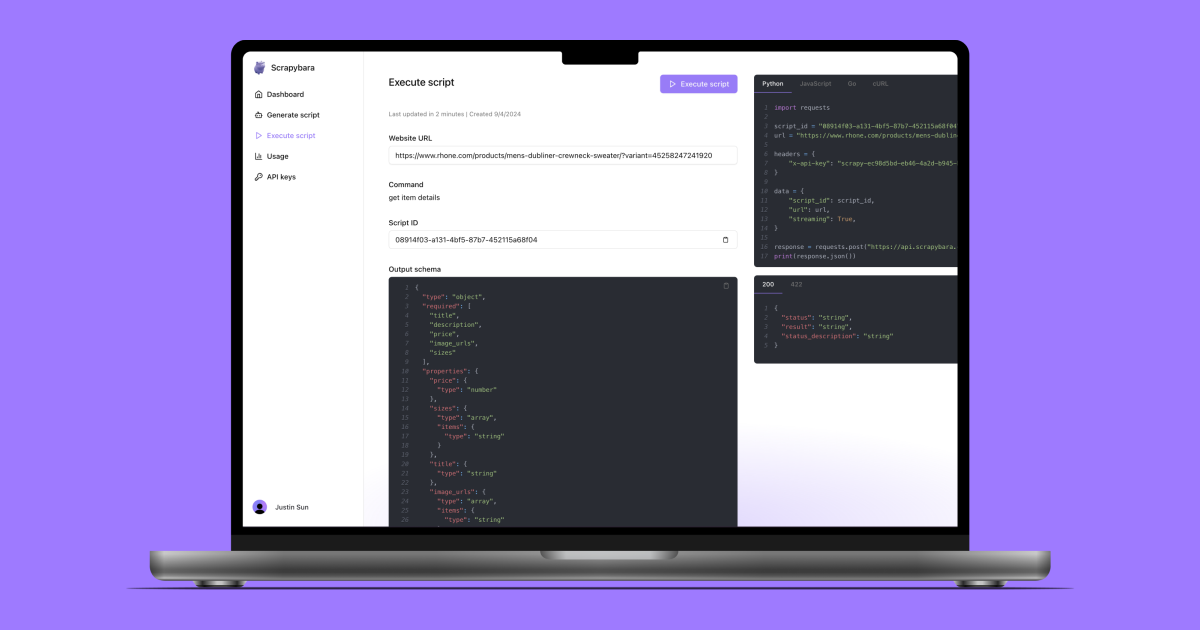 Scrapybara
Dashboard
Generate script
Execute script
Usage
API keys
Justin Sun
Execute script
Execute script
Last updated in 2 minutes | Created 9/4/2024
Website URL
https://www.rhone.com/products/mens-dubliner-crewneck-sweater/?variant=45258247241920
Command
get item details
Script ID
08914f03-a131-4bf5-87b7-452115a68f04
Output schema
1 {
2 "type": "object",
3 "required": [
4 "title",
5 "description",
6 "price",
7 "image_urls",
8 "sizes"
9 ],
10 "properties": {
11 "price": {
12 "type": "number"
13 },
14 "sizes": {
15 "type": "array",
16 "items": {
17 "type": "string"
18 }
19 },
20 "title": {
21 "type": "string"
22 },
23 "image_urls": {
24 "type": "array",
25 "items": {
26 "type": "string"
Python JavaScript Go cURL
1 import requests
2
3 script_id = "08914f03-a131-4bf5-87b7-452115a68f04
4 url = "https://www.rhone.com/products/mens-dublin
5
6 headers = {
7 "x-api-key": "scrapy-ec98d5bd-eb46-4a2d-b945-
8 }
9
10 data = {
11 "script_id": script_id,
12 "url": url,
13 "streaming": True,
14 }
15
16 response = requests.post("https://api.scrapybara.
17 print(response.json())
200 422
1 {
2 "status": "string",
3 "result": "string",
4 "status_description": "string"
5 }